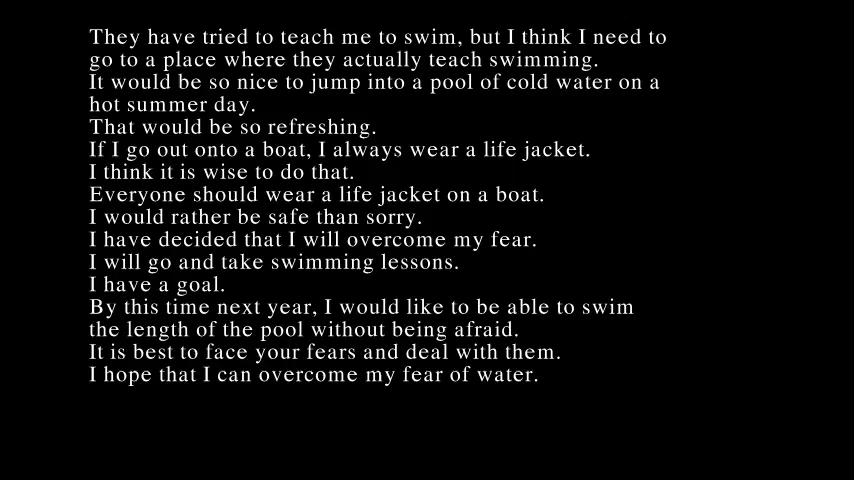 They have tried to teach me to swim, but I think I need to
go to a place where they actually teach swimming.
It would be so nice to jump into a pool of cold water on a
hot summer day.
That would be so refreshing.
If I go out onto a boat, I always wear a life jacket.
I think it is wise to do that.
Everyone should wear a life jacket on a boat.
I would rather be safe than sorry.
I have decided that I will overcome my fear.
I will go and take swimming lessons.
I have a goal.
By this time next year, I would like to be able to swim
the length of the pool without being afraid.
It is best to face your fears and deal with them.
I hope that I can overcome my fear of water.